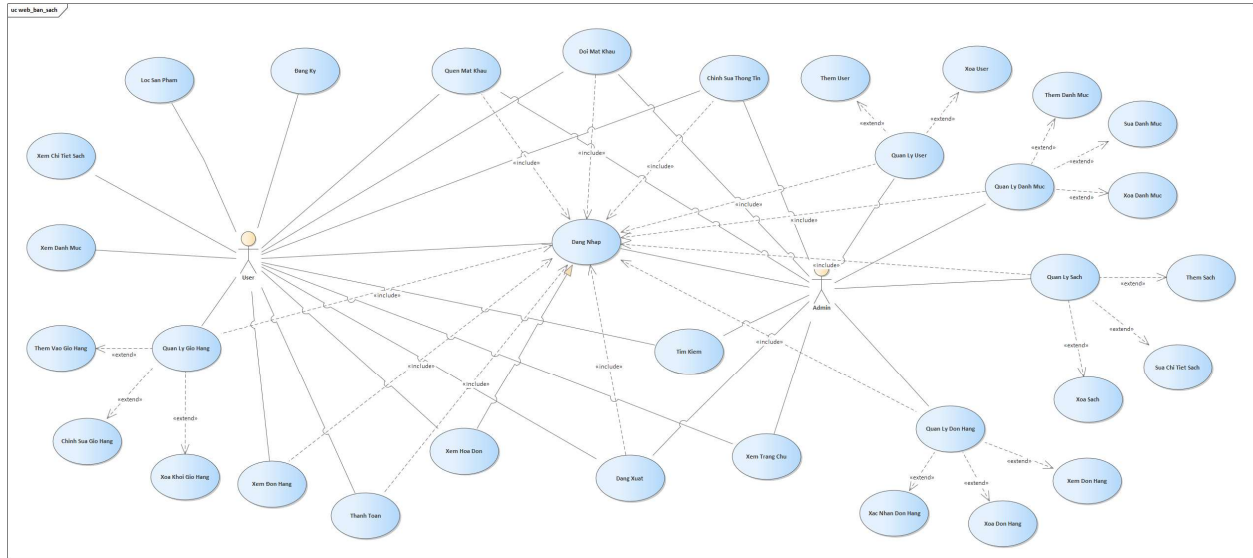 uc web_ban_sach
Doi Mat Khau
Loc San Pham
Đang Ky
Quen Mat Khau
Chinh Sua Thong Tin
Them User
Xoa User
Them Danh Muc
Sua Danh Muc
«extend»
«extend»
«extend»
«extend»
Xem Chi Tiet Sach
«include»
«include»
«include»
Quan Ly User
Quan Ly Danh Muc
«extend»
Xoa Danh Muc
«include»
«include»
Xem Danh Muc
Dang Nhap
User
«include»
Quan Ly Sach
«extend»
Them Sach
Admin
«include»
Them Vao Gio Hang
«extend»
Quan Ly Gio Hang
Tim Kiem
«include»
«extend»
«extend»
«include»
«include»
«include»
Sua Chi Tiet Sach
«extend»
«extend»
Xoa Sach
Chinh Sua Gio Hang
Xem Hoa Don
Xem Trang Chu
Quan Ly Don Hang
Xoa Khoi Gio Hang
Xem Đon Hang
Dang Xuat
«extend»
«extend»
«extend»
Xem Don Hang
Thanh Toan
Xac Nhan Don Hang
Xoa Don Hang